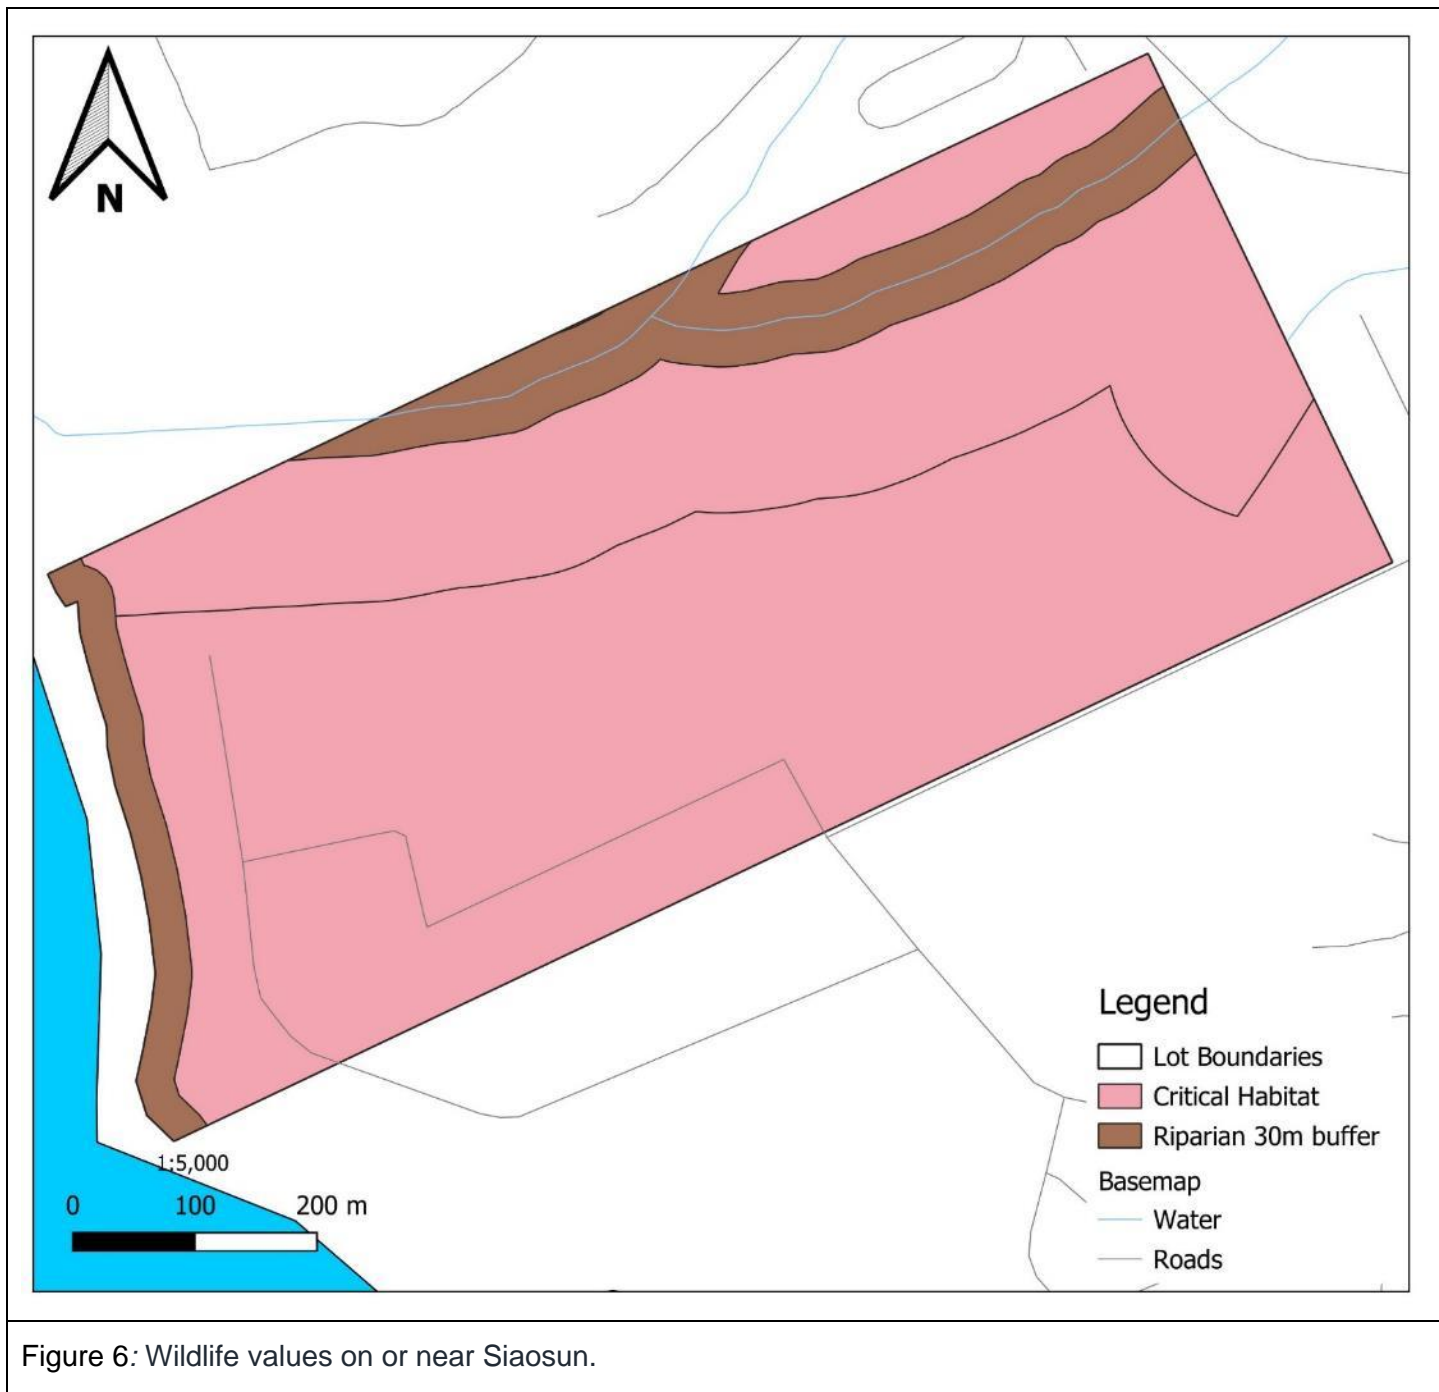 N
Legend
Lot Boundaries
Critical Habitat
Riparian 30m buffer
Basemap
Water
Roads
1:5,000
0 100 200 m
Figure 6: Wildlife values on or near Siaosun.